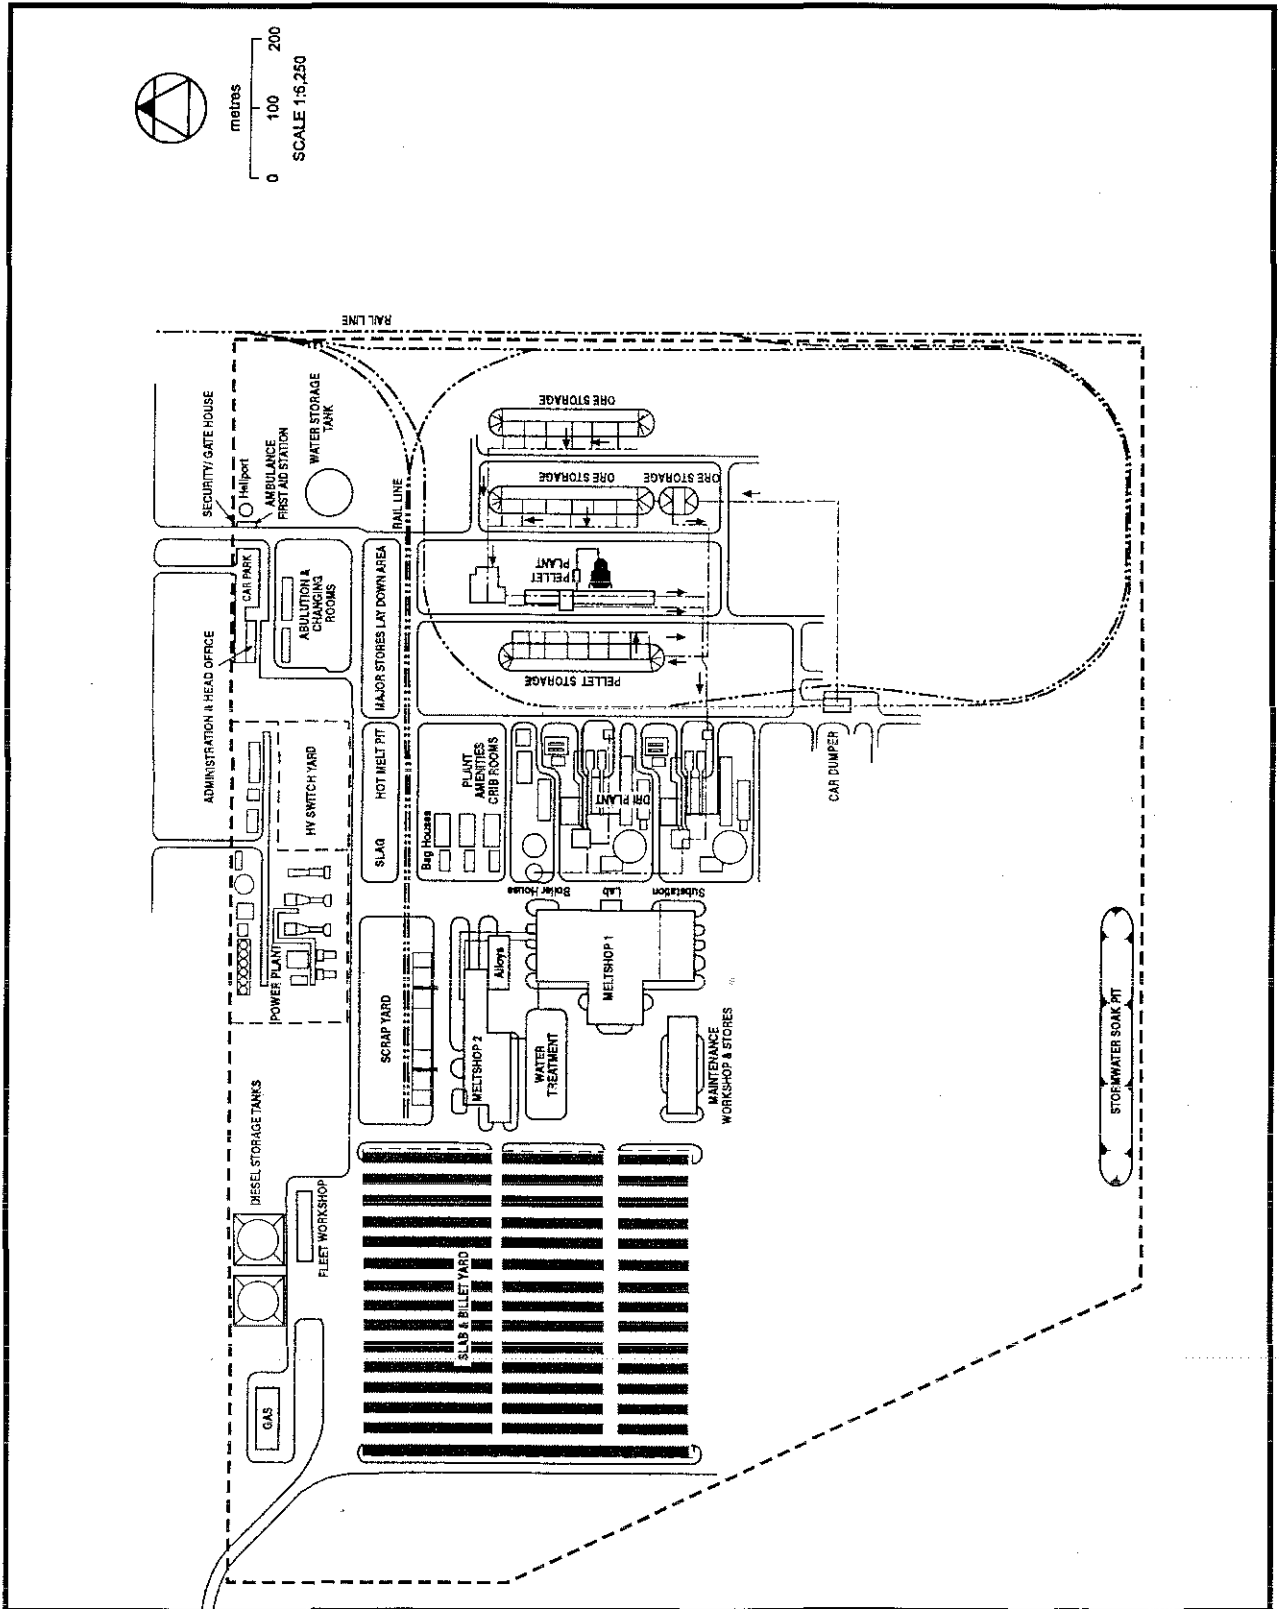 metres
0 100 200
SCALE 1:6,250
RAIL LINE
SECURITY/ GATE HOUSE
Heliport
AMBULANCE
FIRST AID STATION
WATER STORAGE
TANK
RAIL LINE
ORE STORAGE
ORE STORAGE
ORE STORAGE
CAR PARK
ABULUTION &
CHANGING
ROOMS
ADMINISTRATION & HEAD OFFICE
MAJOR STORES LAY DOWN AREA
PELLET
PLANT
PELLET STORAGE
HV SWITCH YARD
HOT MELT PIT
SLAG
PLANT
AMENITIES
CRIB ROOMS
Bag Houses
DRI PLANT
CAR DUMPER
POWER PLANT
Boiler House
Lab
Substation
SCRAP YARD
Alloys
MELTSHOP 1
MELTSHOP 2
WATER
TREATMENT
MAINTENANCE
WORKSHOP & STORES
STORMWATER SOAK PIT
DIESEL STORAGE TANKS
FLEET WORKSHOP
SLAB & BILLET YARD
GAS